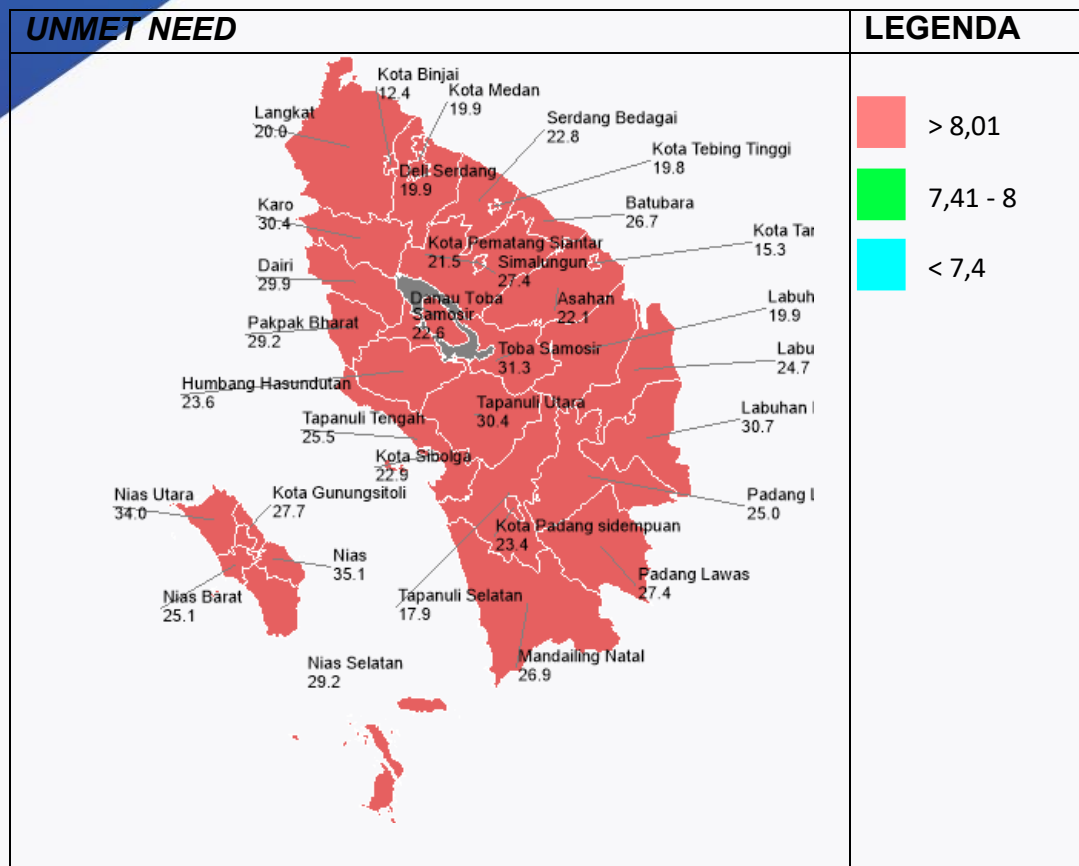 UNMET NEED
LEGENDA
Kota Binjai
12.4
Kota Medan
19.9
Langkat
20.0
Serdang Bedagai
22.8
Kota Tebing Tinggi
19.8
Deli Serdang
19.9
Karo
30.4
Batubara
26.7
Kota Tar
15.3
Kota Pematang Siantar
21.5
Simalungun
27.4
Dairi
29.9
Danau Toba
Samosir
22.6
Asahan
22.1
Labuh
19.9
Pakpak Bharat
29.2
Toba Samosir
31.3
Labu
24.7
Humbang Hasundutan
23.6
Tapanuli Utara
30.4
Tapanuli Tengah
25.5
Labuhan
30.7
Kota Sibolga
22.9
Nias Utara
34.0
Kota Gunungsitoli
27.7
Padang L
25.0
Kota Padang sidempuan
23.4
Nias
35.1
Padang Lawas
27.4
Nias Barat
25.1
Tapanuli Selatan
17.9
Nias Selatan
29.2
Mandailing Natal
26.9
> 8,01
7,41 - 8
< 7,4